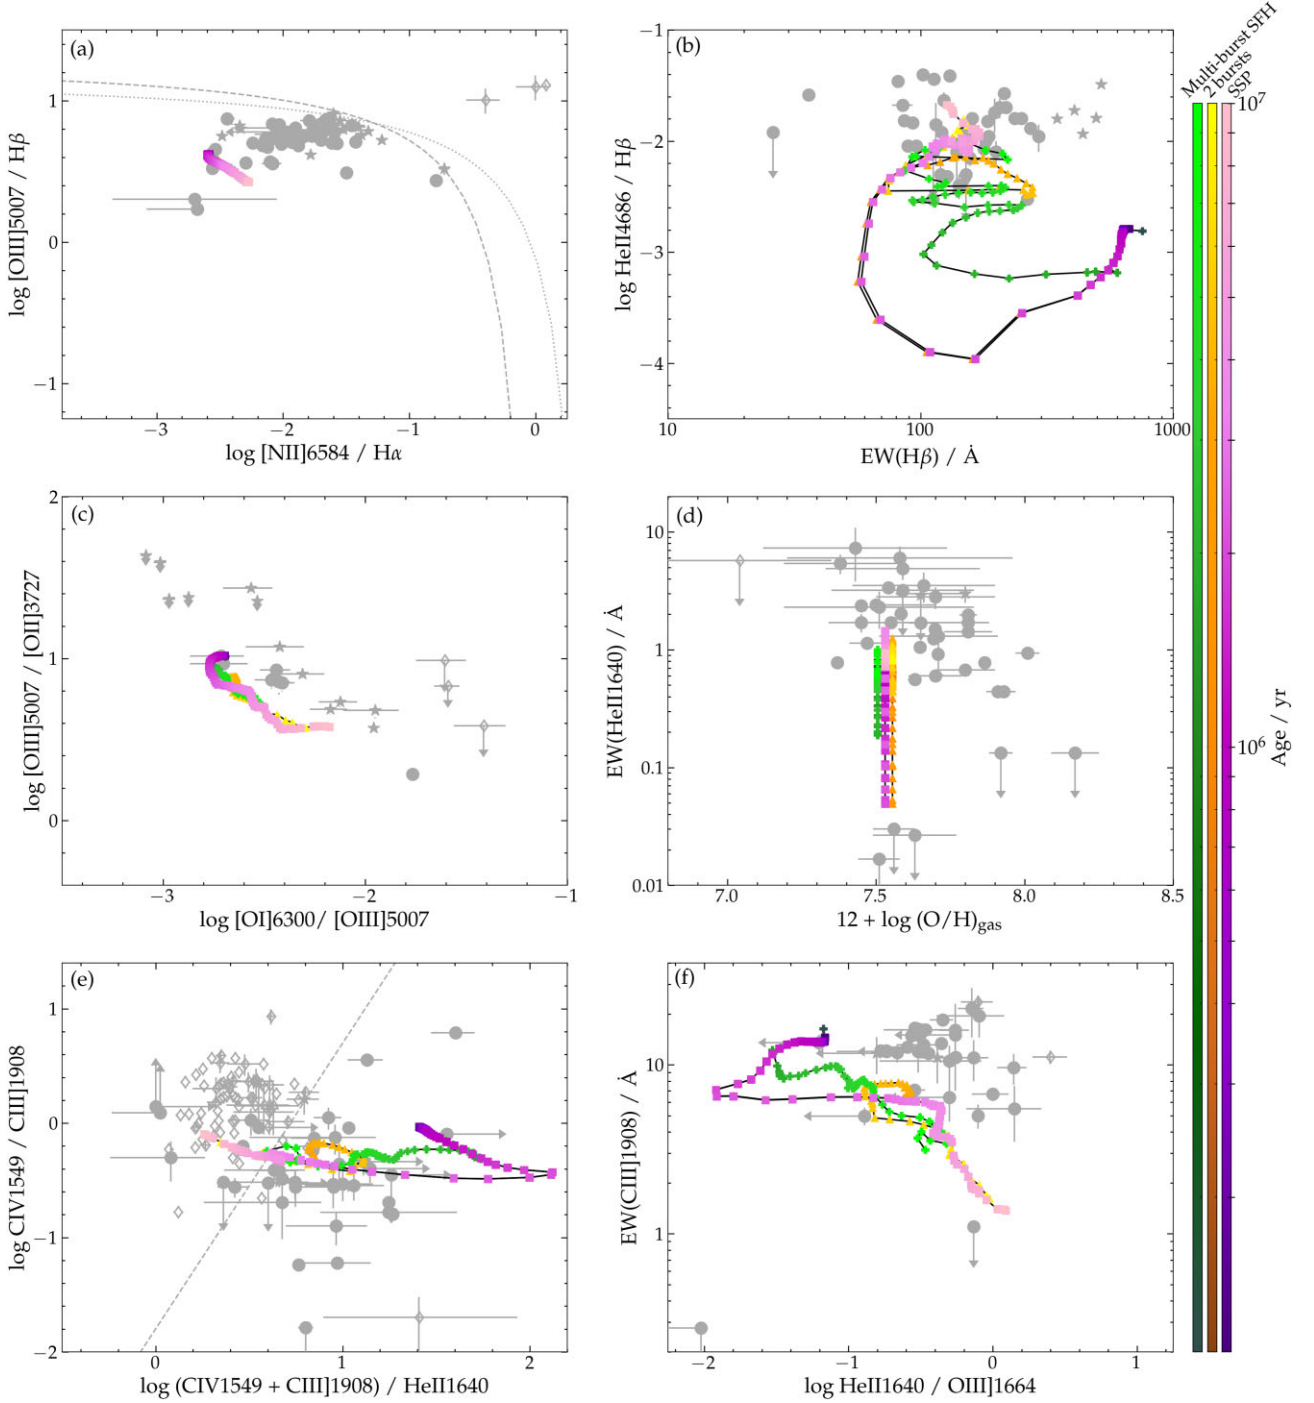 (a)
1
0
−1
log [OIII]5007 / Hβ
−3
−2
−1
0
log [NII]6584 / Hα
(b)
−1
−2
−3
−4
log HeII4686 / Hβ
10
100
1000
EW(Hβ) / Å
(c)
2
1
0
log [OIII]5007 / [OII]3727
−3
−2
−1
log [OI]6300/ [OIII]5007
(d)
10
1
0.1
0.01
EW(HeII1640) / Å
7.0
7.5
8.0
8.5
12 + log (O/H)gas
(e)
1
0
−1
−2
log CIV1549 / CIII]1908
0
1
2
log (CIV1549 + CIII]1908) / HeII1640
(f)
10
1
EW(CIII]1908) / Å
−2
−1
0
1
log HeII1640 / OIII]1664
Multi-burst SFH
2 bursts
SSP
10⁷
10⁶
Age / yr